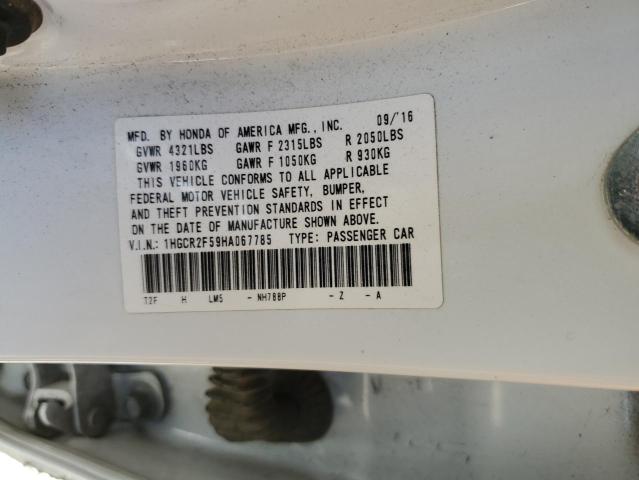 MFD. BY HONDA OF AMERICA MFG., INC. 09/'16
GVWR 4321LBS GAWR F 2315LBS R 2050LBS
GVWR 1960KG GAWR F 1050KG R 930KG
THIS VEHICLE CONFORMS TO ALL APPLICABLE
FEDERAL MOTOR VEHICLE SAFETY, BUMPER,
AND THEFT PREVENTION STANDARDS IN EFFECT
ON THE DATE OF MANUFACTURE SHOWN ABOVE.
V.I.N.: 1HGCR2F59HA067785 TYPE: PASSENGER CAR
T2F H LM5 - NH788P - Z - A